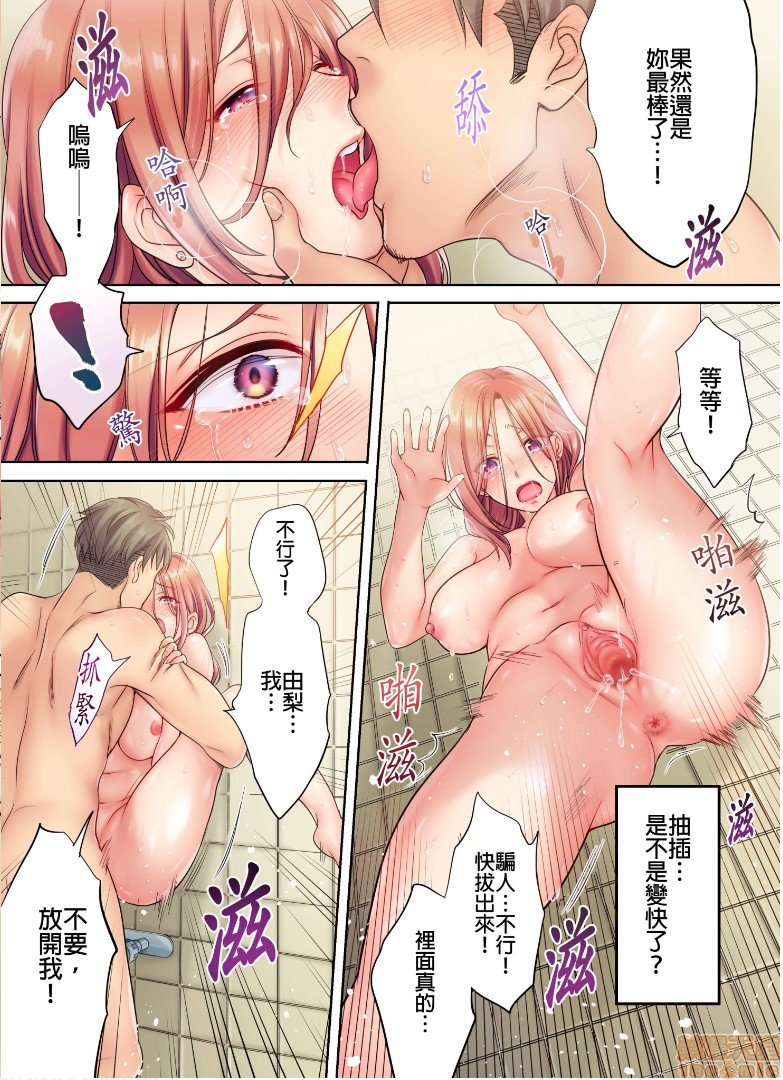 果然還是
妳最棒了…！
舔
滋
哈
啊
哈—
滋
嗚嗚
——！
！
驚
等等！
啪
滋
啪
滋
抽插…
是不是變快了？
滋
騙人…不行！
快拔出來！
裡面真的…
滋
不行了！
由梨…
我…
抓緊
滋
不要，
放開我！